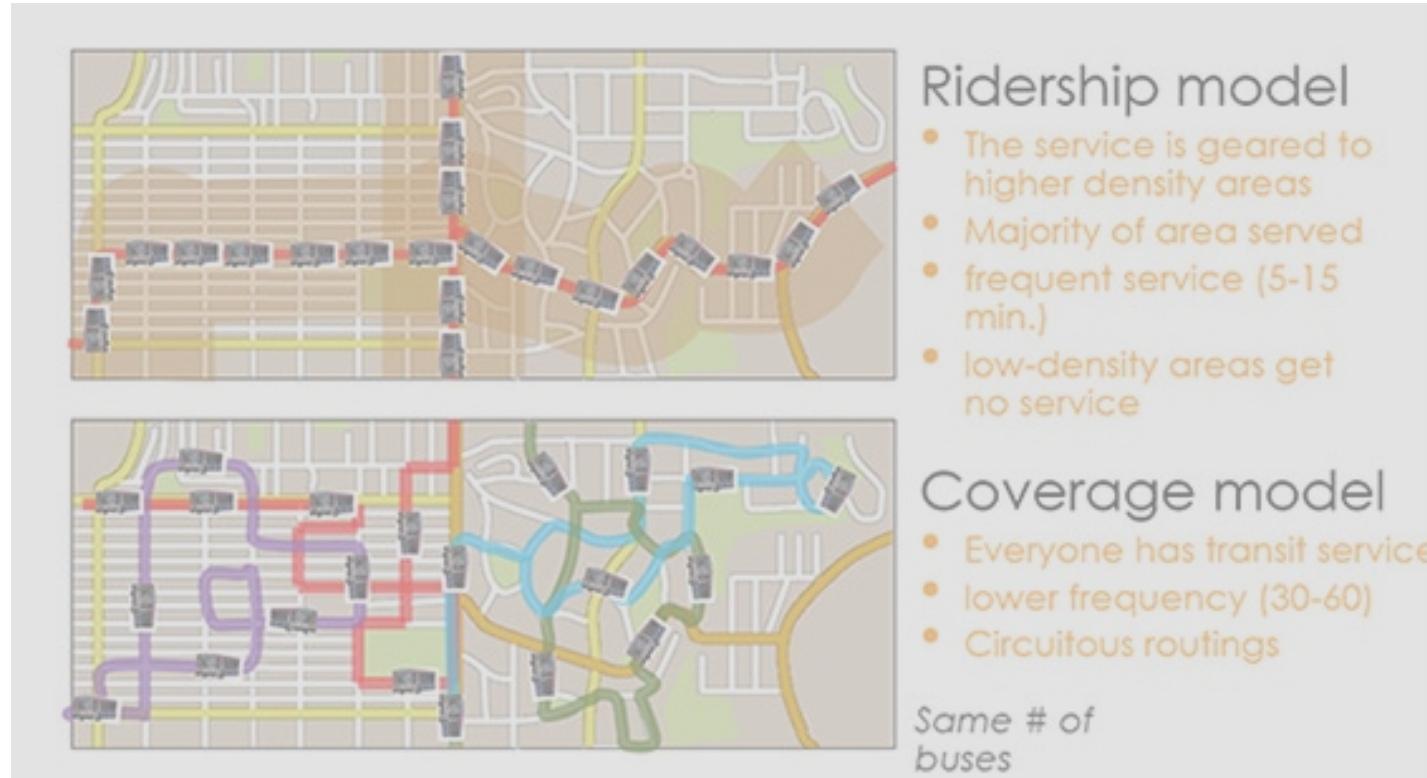 Ridership model
• The service is geared to
higher density areas
• Majority of area served
• frequent service (5-15
min.)
• low-density areas get
no service
Coverage model
• Everyone has transit service
• lower frequency (30-60)
• Circuitous routings
Same # of
buses